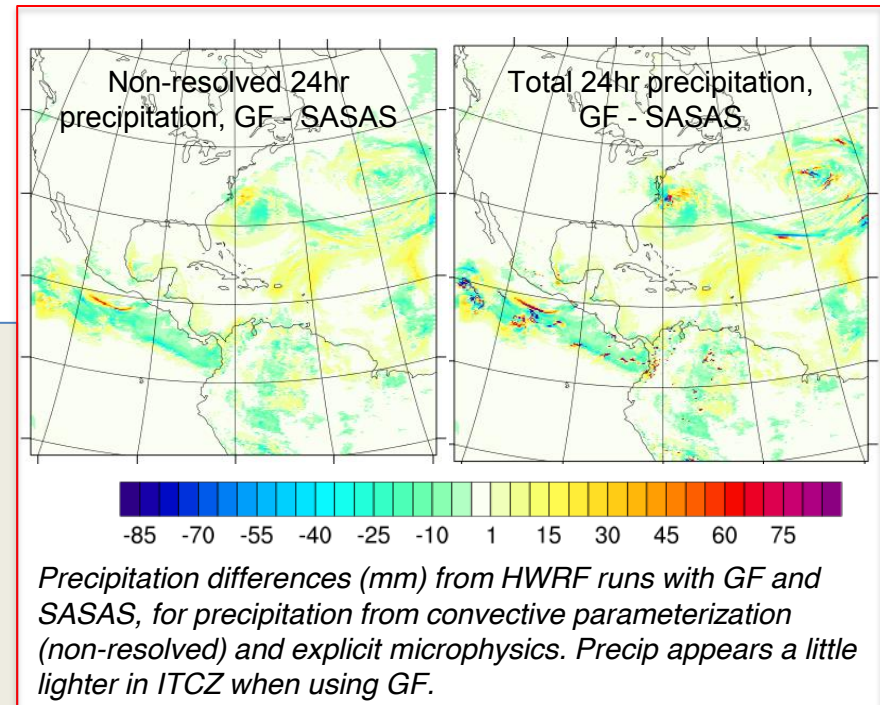 Non-resolved 24hr
precipitation, GF - SASAS
Total 24hr precipitation,
GF - SASAS
-85 -70 -55 -40 -25 -10 1 15 30 45 60 75
Precipitation differences (mm) from HWRF runs with GF and
SASAS, for precipitation from convective parameterization
(non-resolved) and explicit microphysics. Precip appears a little
lighter in ITCZ when using GF.